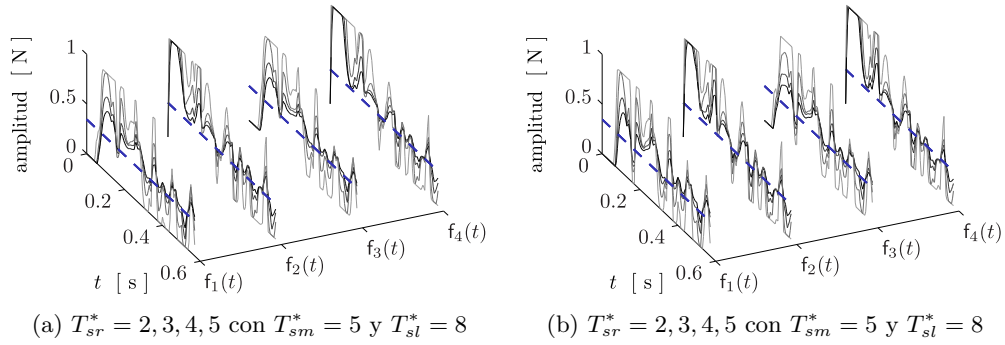 amplitud [ N ]
1
0.5
0
0
0.2
0.4
0.6
t [ s ]
f₁(t)
f₂(t)
f₃(t)
f₄(t)
(a) T*ₛᵣ = 2, 3, 4, 5 con T*ₛₘ = 5 y T*ₛₗ = 8
amplitud [ N ]
1
0.5
0
0
0.2
0.4
0.6
t [ s ]
f₁(t)
f₂(t)
f₃(t)
f₄(t)
(b) T*ₛᵣ = 2, 3, 4, 5 con T*ₛₘ = 5 y T*ₛₗ = 8